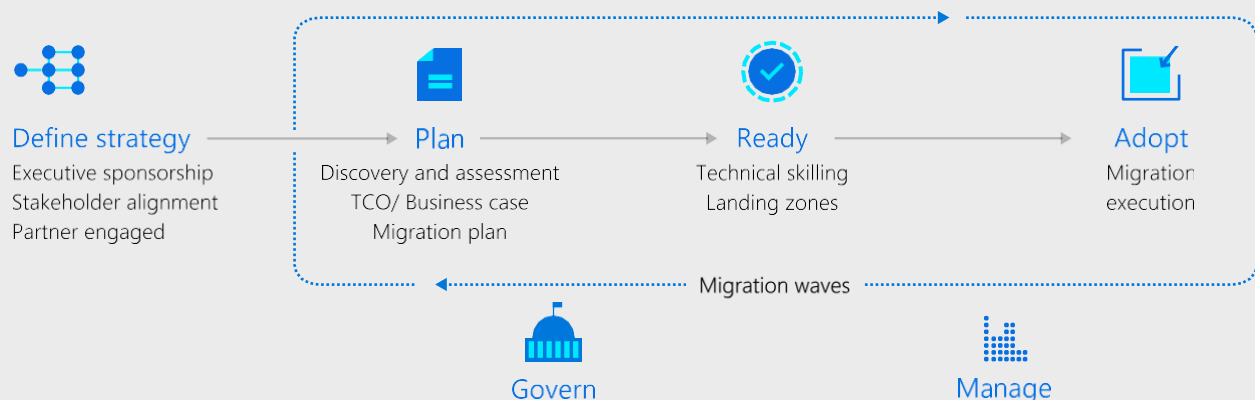 Define strategy
Executive sponsorship
Stakeholder alignment
Partner engaged
Plan
Discovery and assessment
TCO/ Business case
Migration plan
Ready
Technical skilling
Landing zones
Adopt
Migration
execution
Migration waves
Govern
Manage